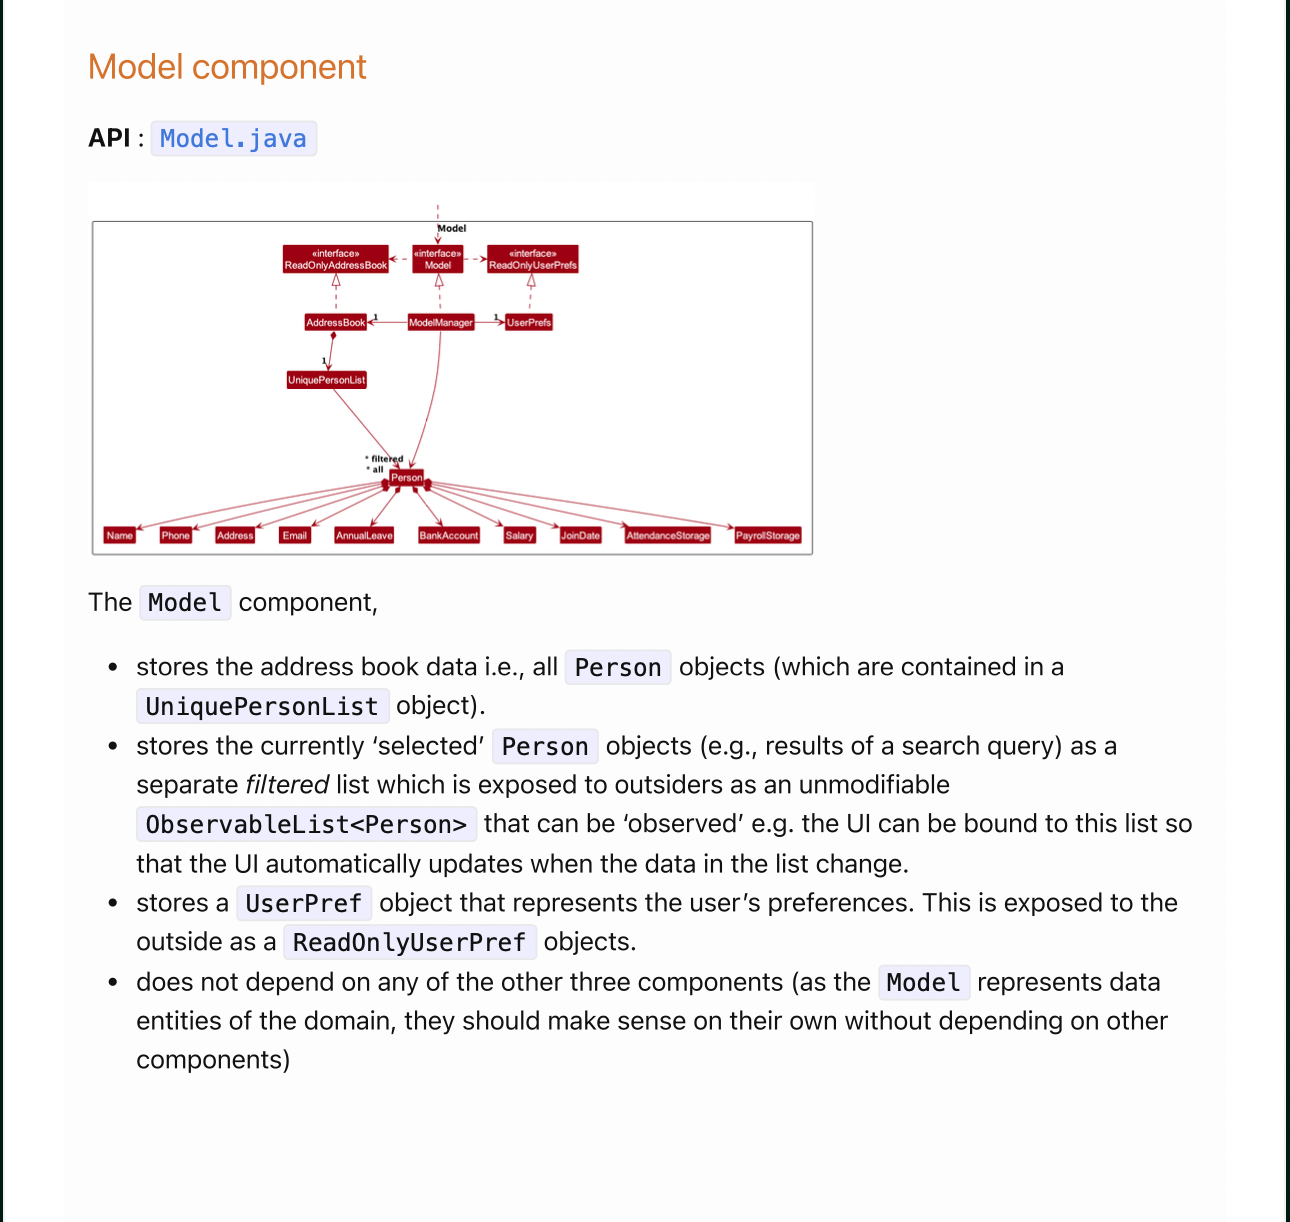 Model component
API : Model.java
Model
«interface»
ReadOnlyAddressBook
«interface»
Model
«interface»
ReadOnlyUserPrefs
AddressBook
1
ModelManager
1
UserPrefs
1
UniquePersonList
* filtered
* all
Person
Name
Phone
Address
Email
AnnualLeave
BankAccount
Salary
JoinDate
AttendanceStorage
PayrollStorage
The Model component,
• stores the address book data i.e., all Person objects (which are contained in a
UniquePersonList object).
• stores the currently ‘selected’ Person objects (e.g., results of a search query) as a
separate filtered list which is exposed to outsiders as an unmodifiable
ObservableList<Person> that can be ‘observed’ e.g. the UI can be bound to this list so
that the UI automatically updates when the data in the list change.
• stores a UserPref object that represents the user’s preferences. This is exposed to the
outside as a ReadOnlyUserPref objects.
• does not depend on any of the other three components (as the Model represents data
entities of the domain, they should make sense on their own without depending on other
components)